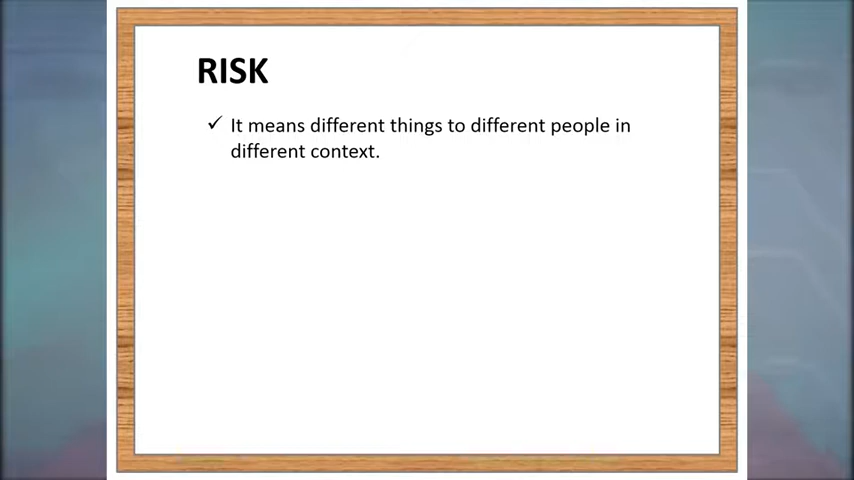 RISK
✓ It means different things to different people in
different context.